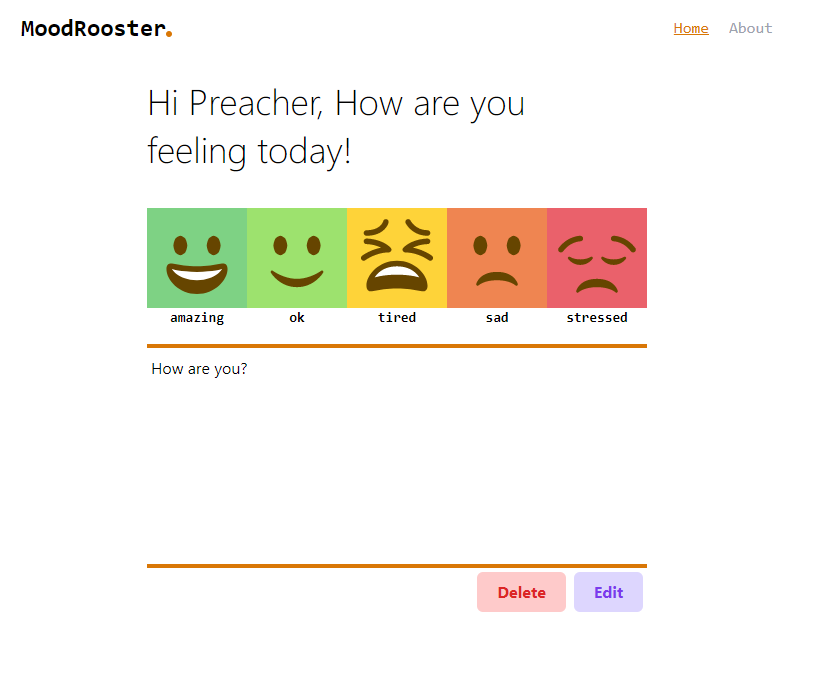 MoodRooster.
Home About
Hi Preacher, How are you
feeling today!
amazing ok tired sad stressed
How are you?
Delete Edit